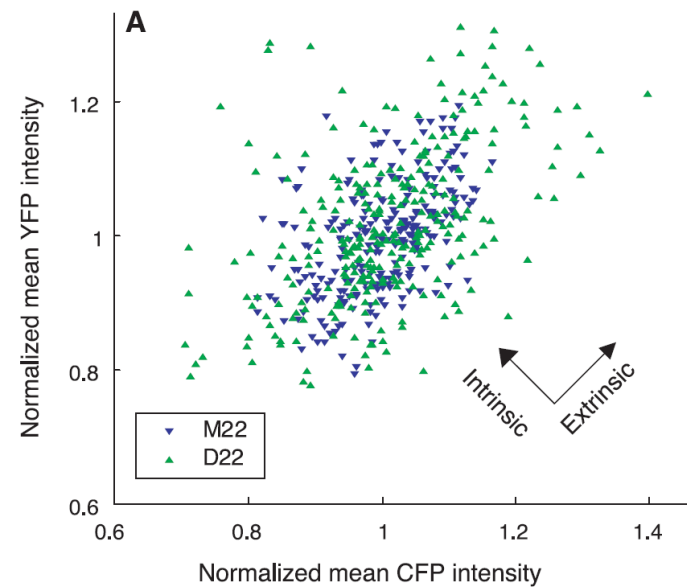 A
Normalized mean YFP intensity
1.2
1
0.8
0.6
Intrinsic
Extrinsic
M22
D22
0.6
0.8
1
1.2
1.4
Normalized mean CFP intensity